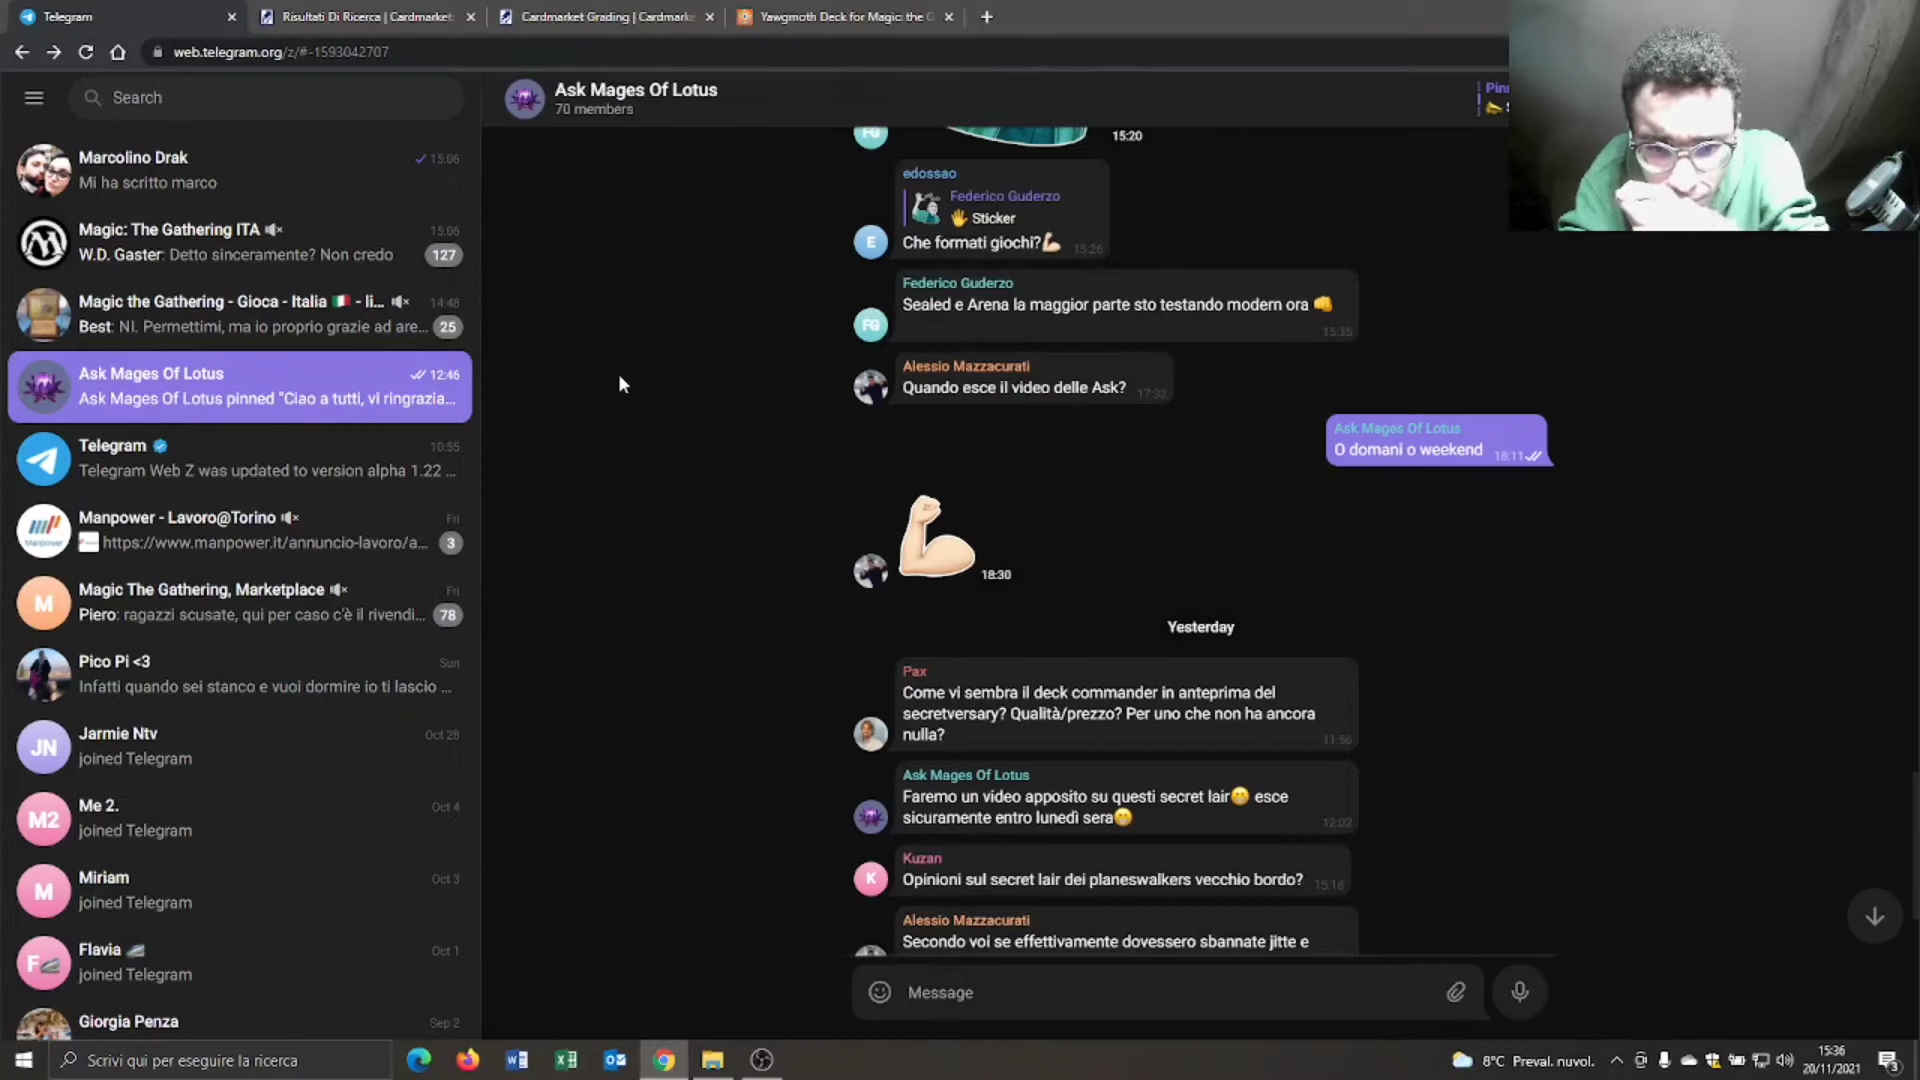 Telegram
Risultati Di Ricerca | Cardmarket
Cardmarket Grading | Cardmarke
Yawgmoth Deck for Magic: the G
web.telegram.org/z/#-1593042707
Search
Marcolino Drak
15:06
Mi ha scritto marco
Magic: The Gathering ITA
15:06
W.D. Gaster: Detto sinceramente? Non credo
127
Magic the Gathering - Gioca - Italia 🇮🇹 - li...
14:48
Best: NI. Permettimi, ma io proprio grazie ad are...
25
Ask Mages Of Lotus
12:46
Ask Mages Of Lotus pinned "Ciao a tutti, vi ringrazia...
Telegram
10:55
Telegram Web Z was updated to version alpha 1.22 ...
Manpower - Lavoro@Torino
Fri
Manpower
https://www.manpower.it/annuncio-lavoro/a...
3
M
Magic The Gathering, Marketplace
Fri
Piero: ragazzi scusate, qui per caso c'è il rivendi...
78
Pico Pi <3
Sun
Infatti quando sei stanco e vuoi dormire io ti lascio ...
JN
Jarmie Ntv
Oct 28
joined Telegram
M2
Me 2.
Oct 4
joined Telegram
M
Miriam
Oct 3
joined Telegram
F
Flavia
Oct 1
joined Telegram
Giorgia Penza
Sep 2
Ask Mages Of Lotus
70 members
Pin
FG
15:20
edossao
Federico Guderzo
🖐 Sticker
E
Che formati giochi?💪🏻
15:26
Federico Guderzo
FG
Sealed e Arena la maggior parte sto testando modern ora 👊
15:35
Alessio Mazzacurati
Quando esce il video delle Ask?
17:32
Ask Mages Of Lotus
O domani o weekend
18:11
18:30
Yesterday
Pax
Come vi sembra il deck commander in anteprima del
secretversary? Qualità/prezzo? Per uno che non ha ancora
nulla?
11:56
Ask Mages Of Lotus
Faremo un video apposito su questi secret lair😁 esce
sicuramente entro lunedì sera😁
12:02
Kuzan
K
Opinioni sul secret lair dei planeswalkers vecchio bordo?
15:18
Alessio Mazzacurati
Secondo voi se effettivamente dovessero sbannate jitte e
Message
Scrivi qui per eseguire la ricerca
8°C Preval. nuvol.
15:36
20/11/2021
3